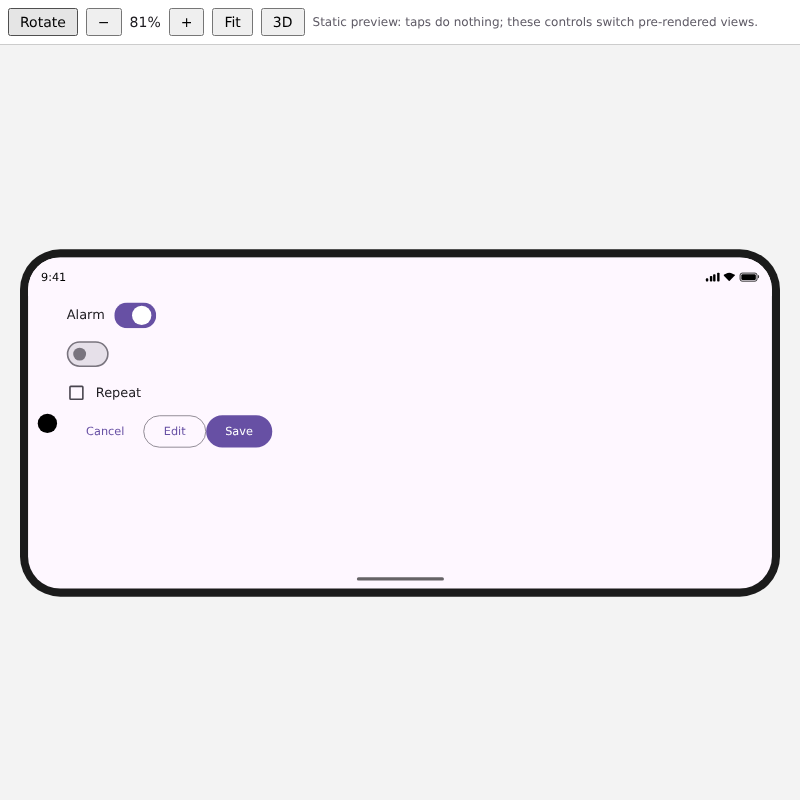 Rotate − 81% + Fit 3D Static preview: taps do nothing; these controls switch pre-rendered views.
9:41
Alarm
Repeat
Cancel Edit Save